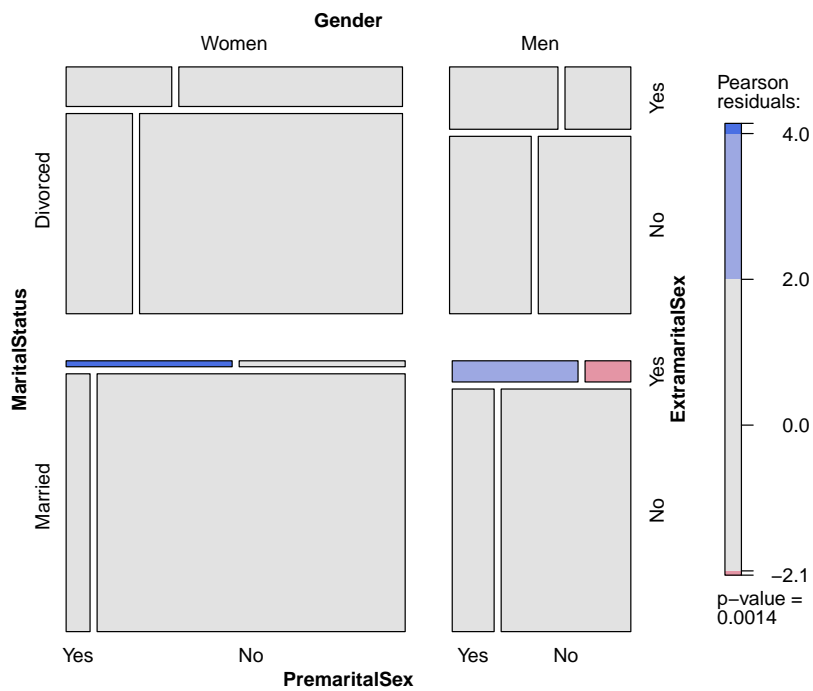 Gender
Women
Men
Pearson
residuals:
4.0
2.0
0.0
−2.1
p−value =
0.0014
MaritalStatus
Divorced
Married
ExtramaritalSex
Yes
No
Yes
No
Yes
No
Yes
No
PremaritalSex